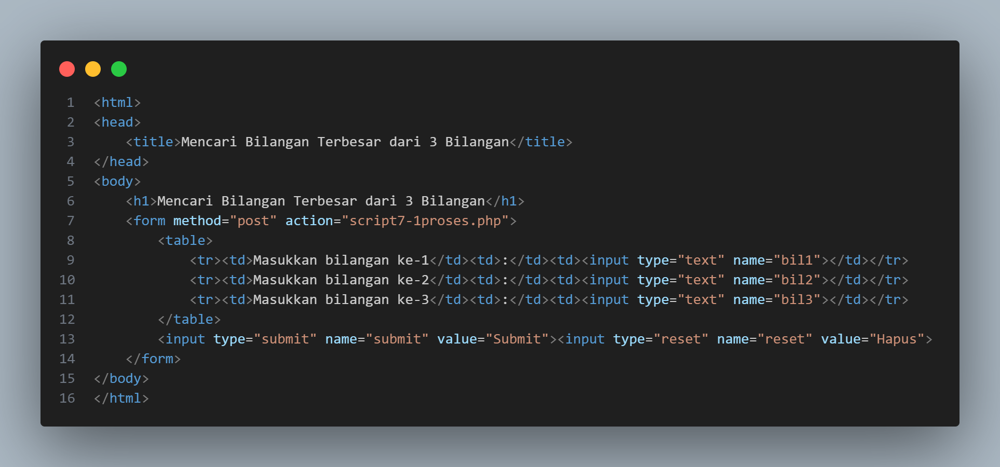 1 <html>
2 <head>
3     <title>Mencari Bilangan Terbesar dari 3 Bilangan</title>
4 </head>
5 <body>
6     <h1>Mencari Bilangan Terbesar dari 3 Bilangan</h1>
7     <form method="post" action="script7-1proses.php">
8         <table>
9             <tr><td>Masukkan bilangan ke-1</td><td>:</td><td><input type="text" name="bil1"></td></tr>
10             <tr><td>Masukkan bilangan ke-2</td><td>:</td><td><input type="text" name="bil2"></td></tr>
11             <tr><td>Masukkan bilangan ke-3</td><td>:</td><td><input type="text" name="bil3"></td></tr>
12         </table>
13         <input type="submit" name="submit" value="Submit"><input type="reset" name="reset" value="Hapus">
14     </form>
15 </body>
16 </html>